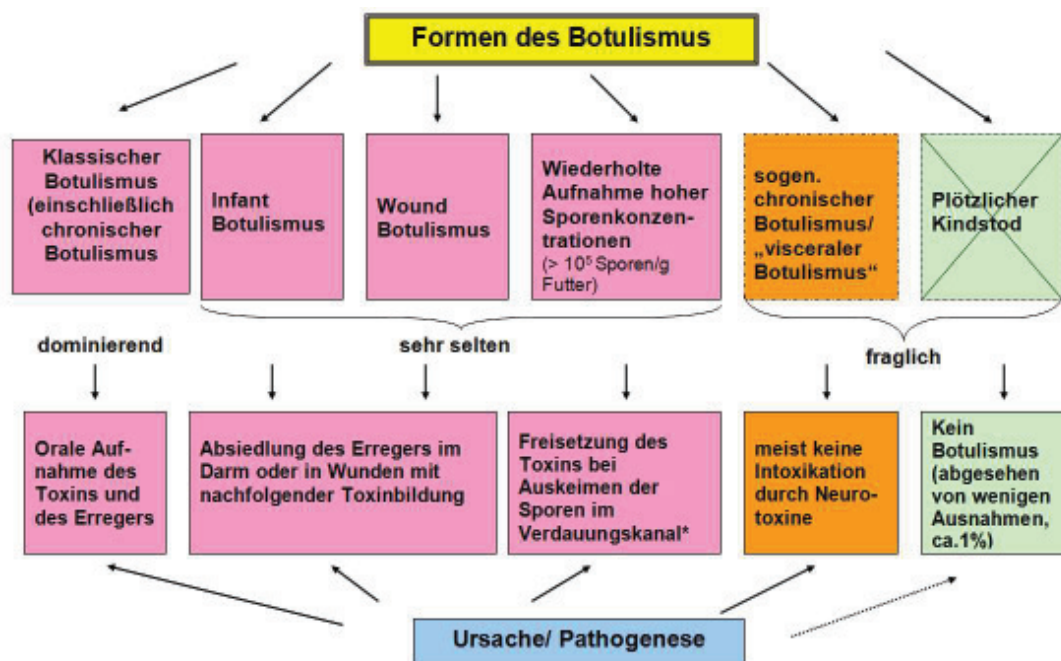 Formen des Botulismus
Klassischer
Botulismus
(einschließlich
chronischer
Botulismus
Infant
Botulismus
Wound
Botulismus
Wiederholte
Aufnahme hoher
Sporenkonzen-
trationen
(> 10⁵ Sporen/g
Futter)
sogen.
chronischer
Botulismus/
„visceraler
Botulismus“
Plötzlicher
Kindstod
dominierend
sehr selten
fraglich
Orale Auf-
nahme des
Toxins und
des Erregers
Absiedlung des Erregers im
Darm oder in Wunden mit
nachfolgender Toxinbildung
Freisetzung des
Toxins bei
Auskeimen der
Sporen im
Verdauungskanal*
meist keine
Intoxikation
durch Neuro-
toxine
Kein
Botulismus
(abgesehen
von wenigen
Ausnahmen,
ca.1%)
Ursache/ Pathogenese